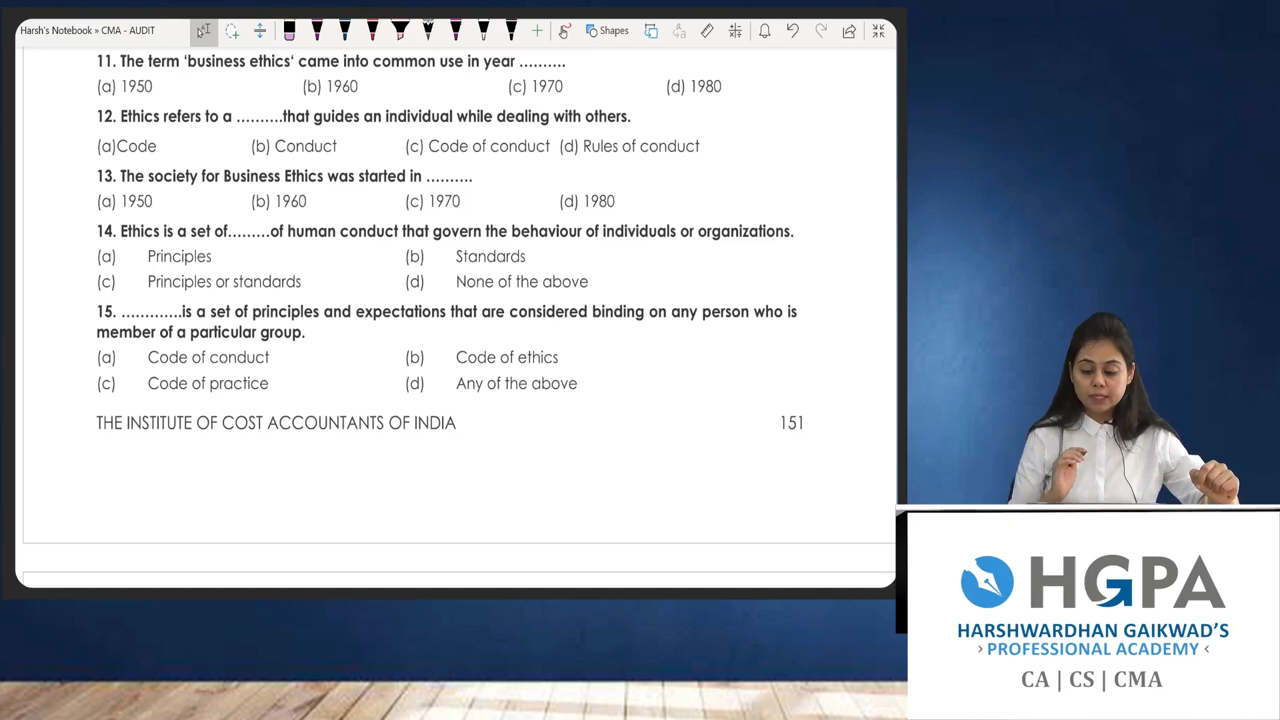 Harsh's Notebook » CMA - AUDIT
Shapes
11. The term ‘business ethics‘ came into common use in year ……….
(a) 1950 (b) 1960 (c) 1970 (d) 1980
12. Ethics refers to a ……….that guides an individual while dealing with others.
(a)Code (b) Conduct (c) Code of conduct (d) Rules of conduct
13. The society for Business Ethics was started in ……….
(a) 1950 (b) 1960 (c) 1970 (d) 1980
14. Ethics is a set of………of human conduct that govern the behaviour of individuals or organizations.
(a) Principles (b) Standards
(c) Principles or standards (d) None of the above
15. ………….is a set of principles and expectations that are considered binding on any person who is
member of a particular group.
(a) Code of conduct (b) Code of ethics
(c) Code of practice (d) Any of the above
THE INSTITUTE OF COST ACCOUNTANTS OF INDIA 151
HGPA
HARSHWARDHAN GAIKWAD'S
› PROFESSIONAL ACADEMY ‹
CA | CS | CMA